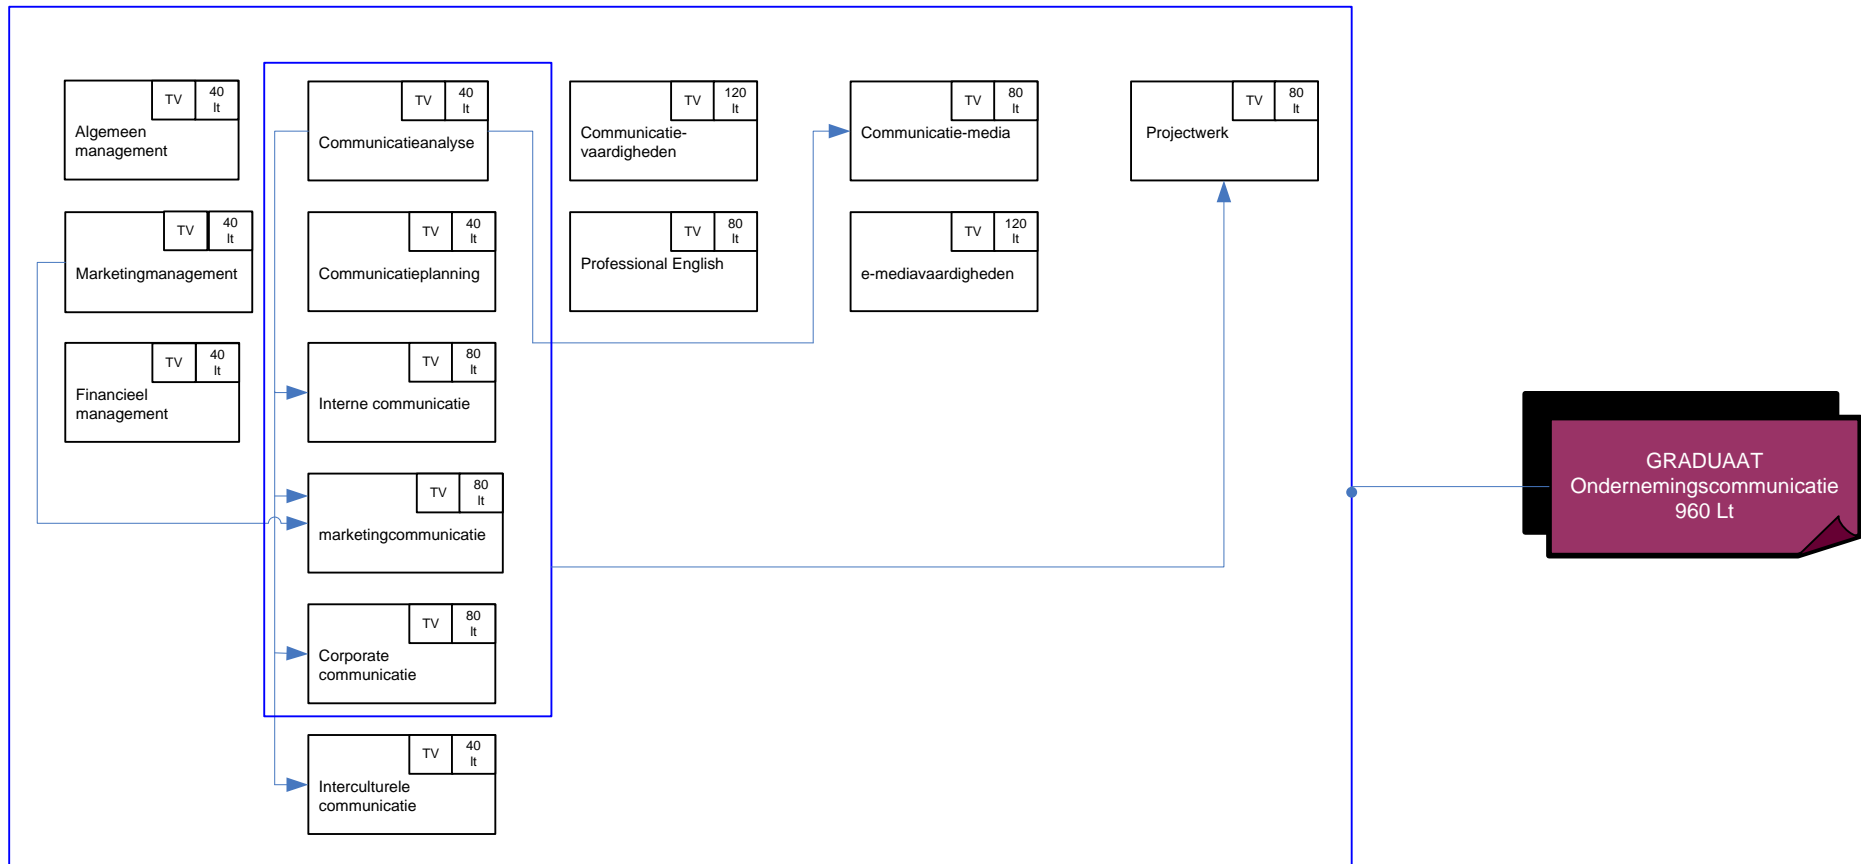 TV
40
lt
Algemeen
management
TV
40
lt
Marketingmanagement
TV
40
lt
Financieel
management
TV
40
lt
Communicatieanalyse
TV
40
lt
Communicatieplanning
TV
80
lt
Interne communicatie
TV
80
lt
marketingcommunicatie
TV
80
lt
Corporate
communicatie
TV
40
lt
Interculturele
communicatie
TV
120
lt
Communicatie-
vaardigheden
TV
80
lt
Professional English
TV
80
lt
Communicatie-media
TV
120
lt
e-mediavaardigheden
TV
80
lt
Projectwerk
GRADUAAT
Ondernemingscommunicatie
960 Lt